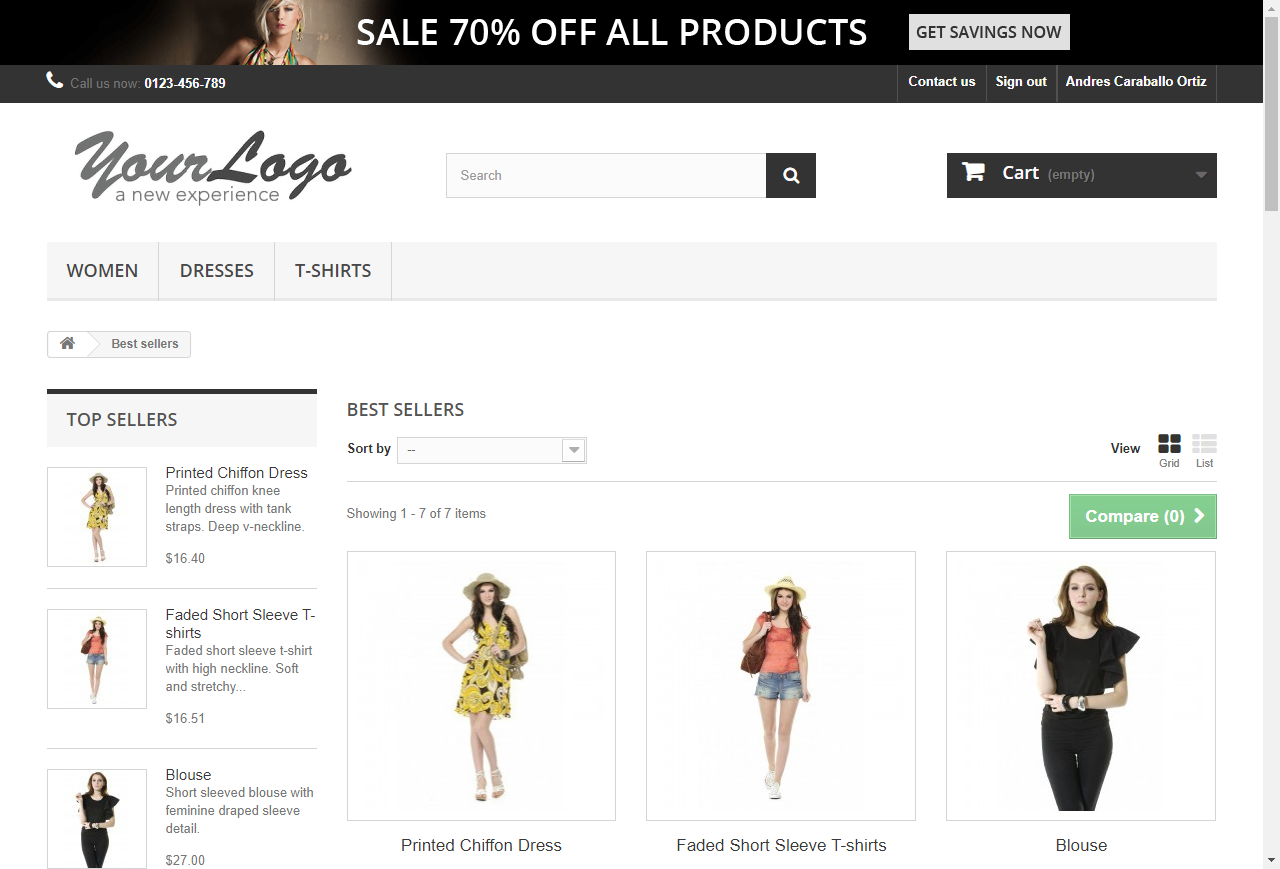 SALE 70% OFF ALL PRODUCTS GET SAVINGS NOW
Call us now: 0123-456-789 Contact us Sign out Andres Caraballo Ortiz
Your Logo
a new experience
Search
Cart (empty)
WOMEN DRESSES T-SHIRTS
Best sellers
TOP SELLERS
Printed Chiffon Dress
Printed chiffon knee
length dress with tank
straps. Deep v-neckline.
$16.40
Faded Short Sleeve T-
shirts
Faded short sleeve t-shirt
with high neckline. Soft
and stretchy...
$16.51
Blouse
Short sleeved blouse with
feminine draped sleeve
detail.
$27.00
BEST SELLERS
Sort by -- View Grid List
Showing 1 - 7 of 7 items Compare (0)
Printed Chiffon Dress Faded Short Sleeve T-shirts Blouse